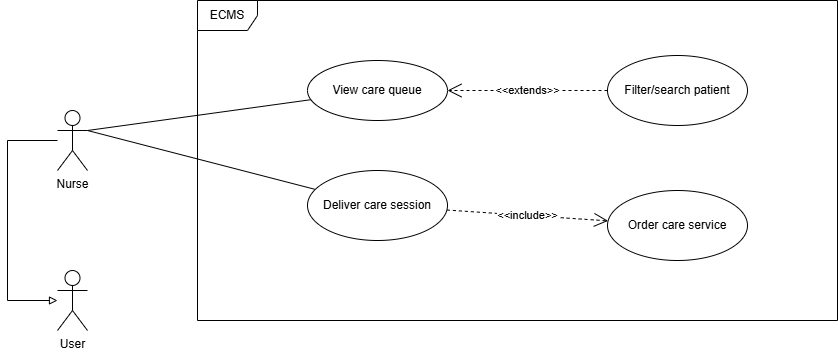 ECMS
View care queue
<<extends>>
Filter/search patient
Nurse
Deliver care session
<<include>>
Order care service
User